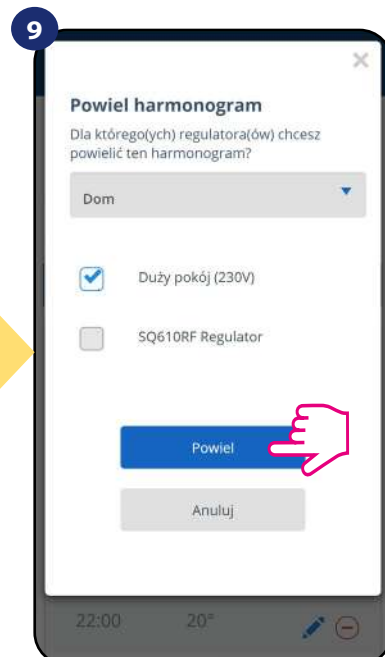 9
Powiel harmonogram
Dla którego(ych) regulatora(ów) chcesz
powielić ten harmonogram?
Dom
Duży pokój (230V)
SQ610RF Regulator
Powiel
Anuluj
22:00 20°